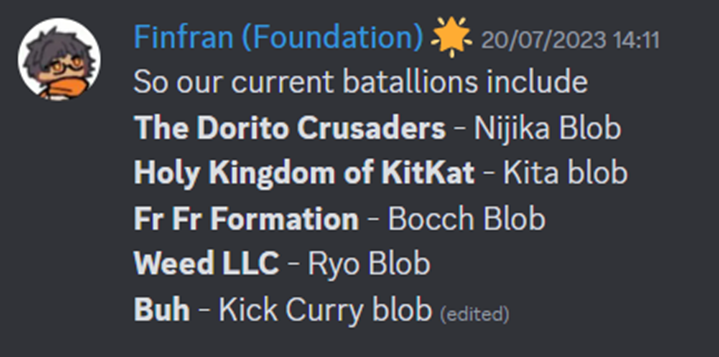 Finfran (Foundation) 20/07/2023 14:11
So our current batallions include
The Dorito Crusaders - Nijika Blob
Holy Kingdom of KitKat - Kita blob
Fr Fr Formation - Bocch Blob
Weed LLC - Ryo Blob
Buh - Kick Curry blob (edited)